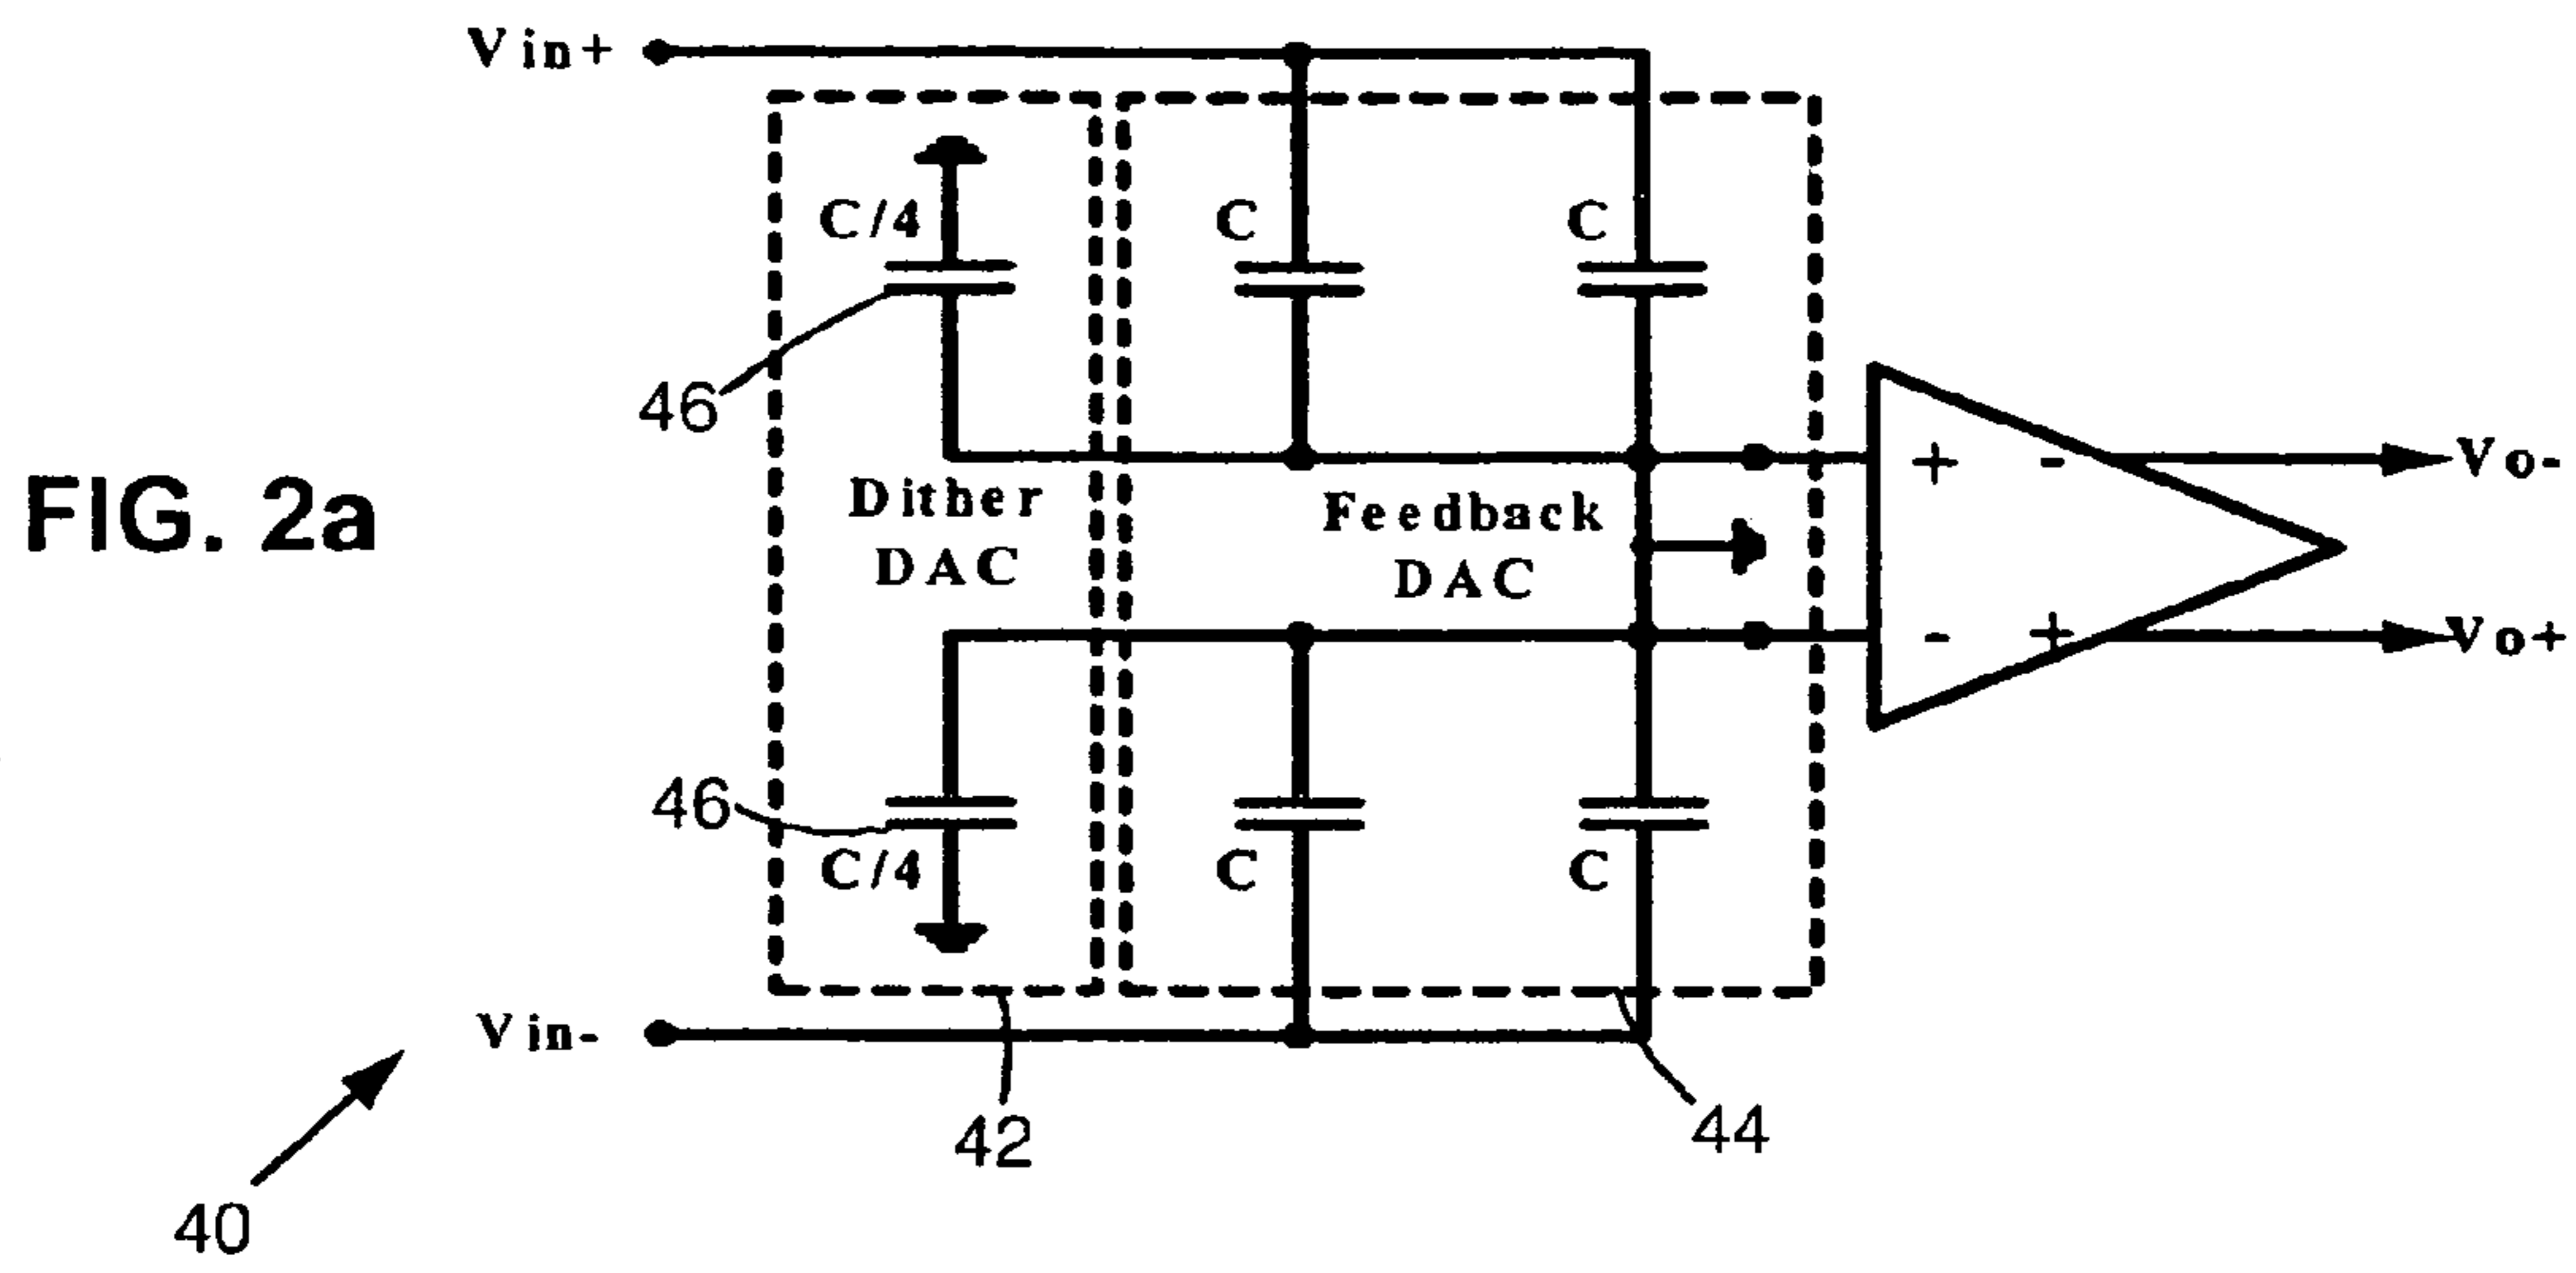 Vin+
C/4
C
C
46
FIG. 2a
Dither
DAC
Feedback
DAC
+
-
Vo-
-
+
Vo+
46
C/4
C
C
Vin-
42
44
40